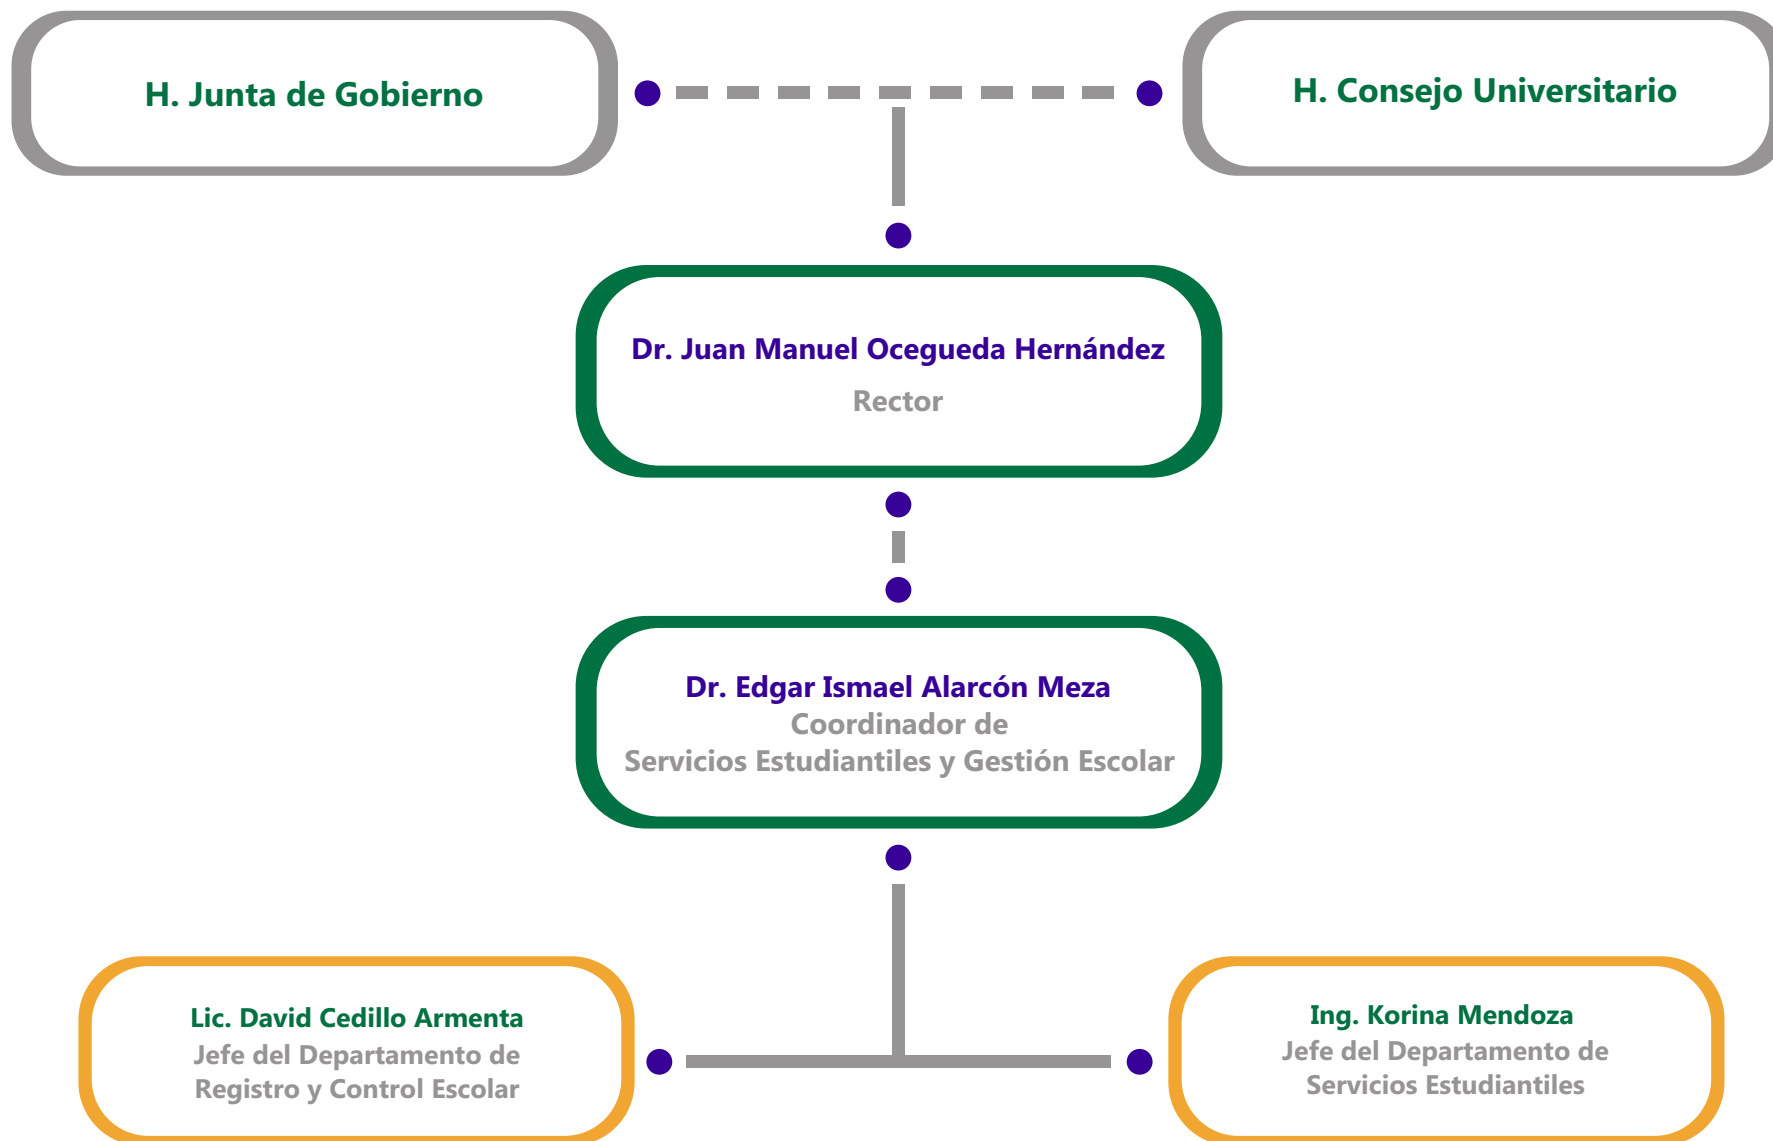 H. Junta de Gobierno
H. Consejo Universitario
Dr. Juan Manuel Ocegueda Hernández
Rector
Dr. Edgar Ismael Alarcón Meza
Coordinador de
Servicios Estudiantiles y Gestión Escolar
Lic. David Cedillo Armenta
Jefe del Departamento de
Registro y Control Escolar
Ing. Korina Mendoza
Jefe del Departamento de
Servicios Estudiantiles